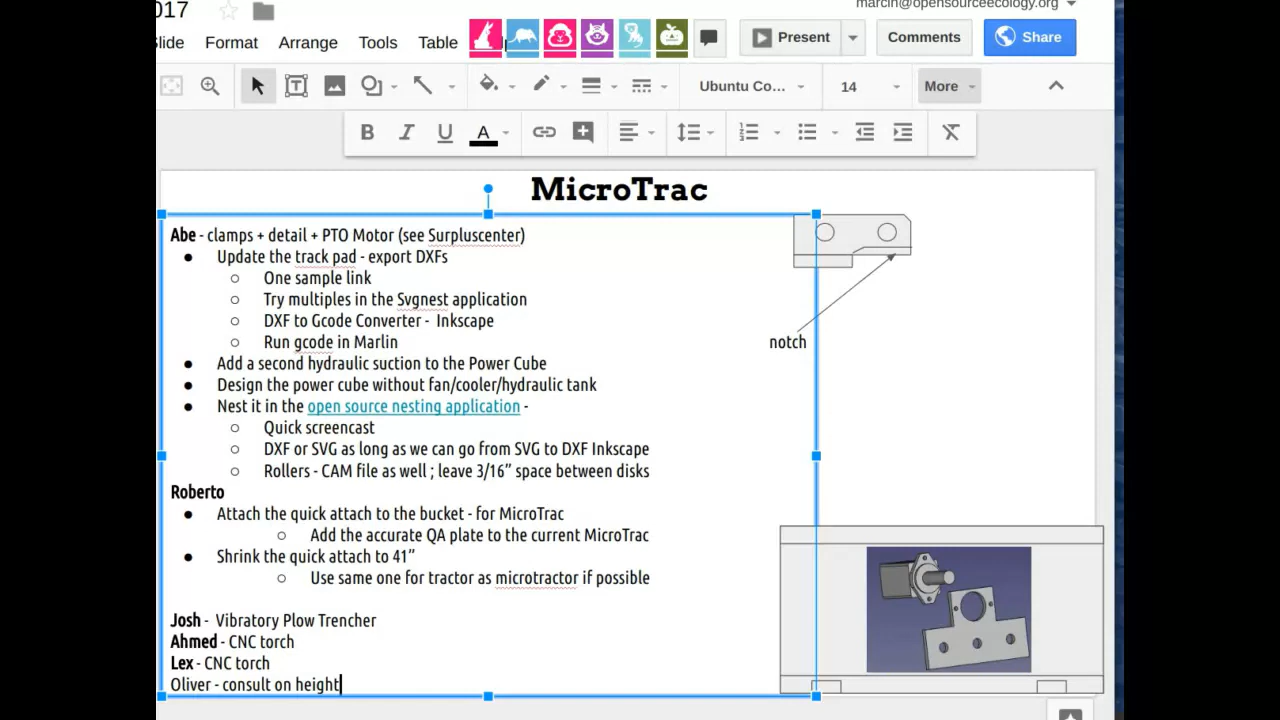 017
marcin@opensourceecology.org
Slide Format Arrange Tools Table
Present Comments Share
Ubuntu Co... 14 More
B I U A
MicroTrac
Abe - clamps + detail + PTO Motor (see Surpluscenter)
● Update the track pad - export DXFs
○ One sample link
○ Try multiples in the Svgnest application
○ DXF to Gcode Converter - Inkscape
○ Run gcode in Marlin
● Add a second hydraulic suction to the Power Cube
● Design the power cube without fan/cooler/hydraulic tank
● Nest it in the open source nesting application -
○ Quick screencast
○ DXF or SVG as long as we can go from SVG to DXF Inkscape
○ Rollers - CAM file as well ; leave 3/16” space between disks
Roberto
● Attach the quick attach to the bucket - for MicroTrac
○ Add the accurate QA plate to the current MicroTrac
● Shrink the quick attach to 41”
○ Use same one for tractor as microtractor if possible
Josh - Vibratory Plow Trencher
Ahmed - CNC torch
Lex - CNC torch
Oliver - consult on height
notch